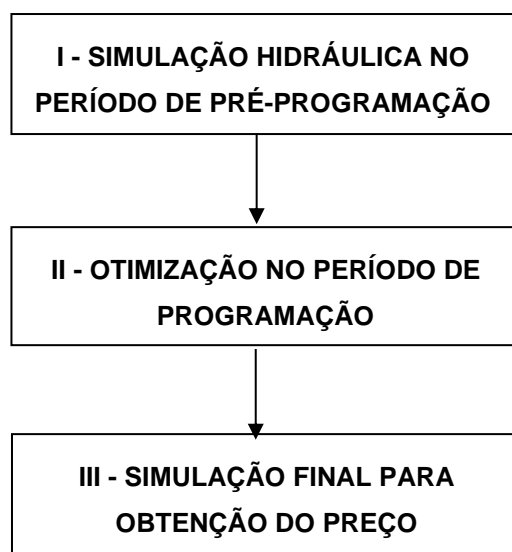 I - SIMULAÇÃO HIDRÁULICA NO
PERÍODO DE PRÉ-PROGRAMAÇÃO
II - OTIMIZAÇÃO NO PERÍODO DE
PROGRAMAÇÃO
III - SIMULAÇÃO FINAL PARA
OBTENÇÃO DO PREÇO